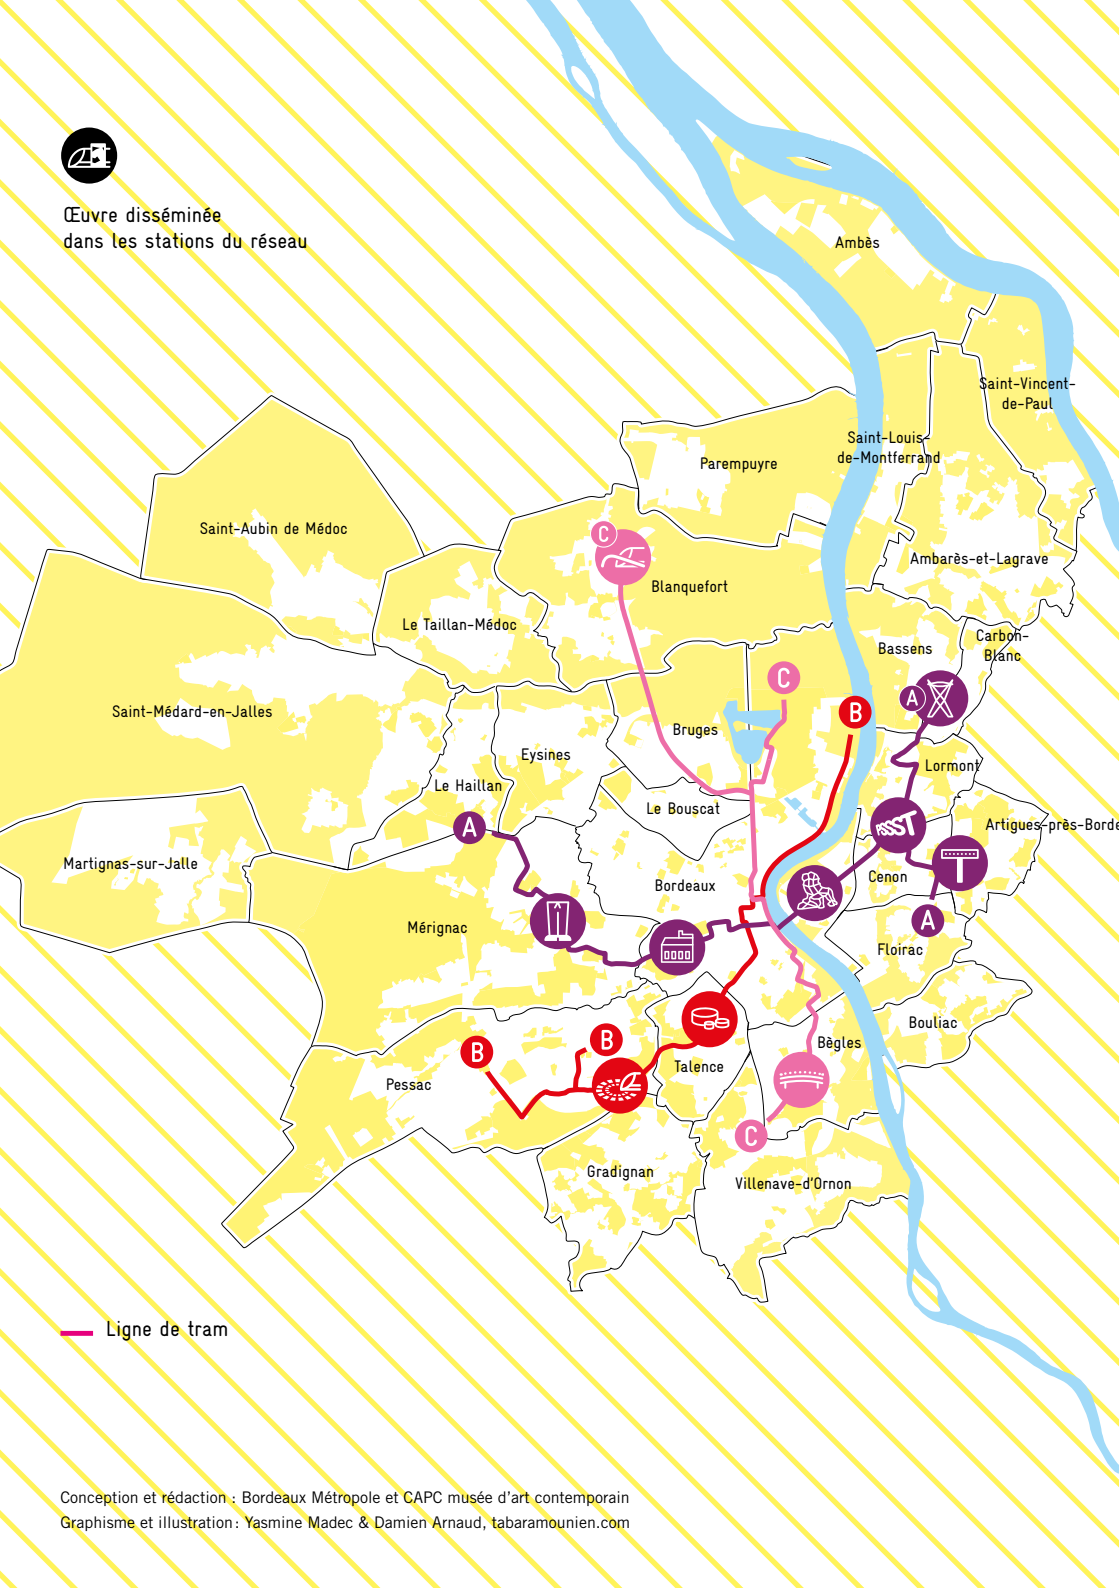 Œuvre disséminée
dans les stations du réseau
Ambès
Saint-Vincent-
de-Paul
Saint-Louis-
de-Montferrand
Parempuyre
Saint-Aubin de Médoc
C
Blanquefort
Ambarès-et-Lagrave
Le Taillan-Médoc
Carbon-
Blanc
Bassens
C
A
Saint-Médard-en-Jalles
B
Bruges
Eysines
Lormont
Le Haillan
Le Bouscat
A
Artigues-près-Borde
Martignas-sur-Jalle
Cenon
Bordeaux
Mérignac
A
Floirac
Bouliac
B
B
Bègles
Talence
Pessac
C
Gradignan
Villenave-d'Ornon
Ligne de tram
Conception et rédaction : Bordeaux Métropole et CAPC musée d'art contemporain
Graphisme et illustration : Yasmine Madec & Damien Arnaud, tabaramounien.com